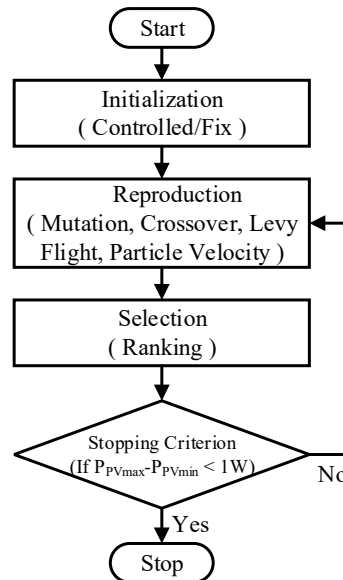 Start
Initialization
( Controlled/Fix )
Reproduction
( Mutation, Crossover, Levy
Flight, Particle Velocity )
Selection
( Ranking )
Stopping Criterion
(If PPVmax-PPVmin < 1W)
No
Yes
Stop